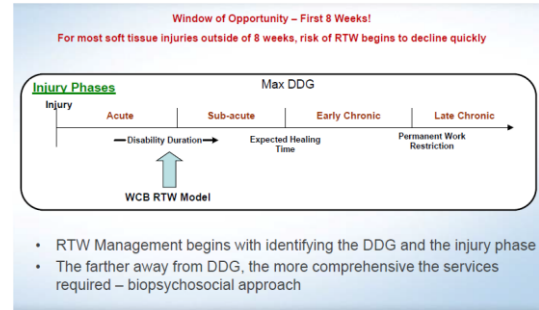 Window of Opportunity – First 8 Weeks!
For most soft tissue injuries outside of 8 weeks, risk of RTW begins to decline quickly
Injury Phases
Max DDG
Injury
Acute
Sub-acute
Early Chronic
Late Chronic
Disability Duration
Expected Healing
Time
Permanent Work
Restriction
WCB RTW Model
• RTW Management begins with identifying the DDG and the injury phase
• The farther away from DDG, the more comprehensive the services
required – biopsychosocial approach